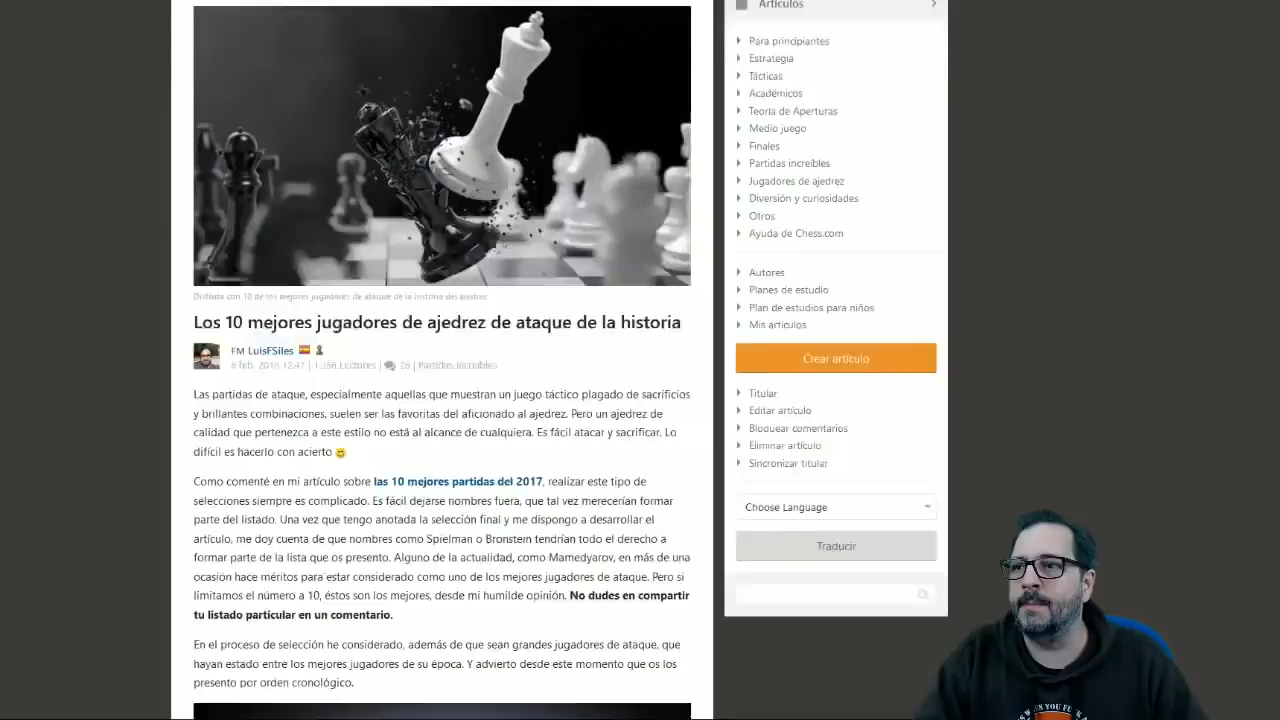 Artículos
Para principiantes
Estrategia
Tácticas
Académicos
Teoría de Aperturas
Medio juego
Finales
Partidas increíbles
Jugadores de ajedrez
Diversión y curiosidades
Otros
Ayuda de Chess.com
Autores
Planes de estudio
Plan de estudios para niños
Mis artículos
Crear artículo
Titular
Editar artículo
Bloquear comentarios
Eliminar artículo
Sincronizar titular
Choose Language
Traducir
Disfruta con 10 de los mejores jugadores de ataque de la historia del ajedrez
Los 10 mejores jugadores de ajedrez de ataque de la historia
FM LuisFSiles
feb. 12:47 | Lectores | | Partidas increíbles
Las partidas de ataque, especialmente aquellas que muestran un juego táctico plagado de sacrificios
y brillantes combinaciones, suelen ser las favoritas del aficionado al ajedrez. Pero un ajedrez de
calidad que pertenezca a este estilo no está al alcance de cualquiera. Es fácil atacar y sacrificar. Lo
difícil es hacerlo con acierto
Como comenté en mi artículo sobre las 10 mejores partidas del 2017, realizar este tipo de
selecciones siempre es complicado. Es fácil dejarse nombres fuera, que tal vez merecerían formar
parte del listado. Una vez que tengo anotada la selección final y me dispongo a desarrollar el
artículo, me doy cuenta de que nombres como Spielman o Bronstein tendrían todo el derecho a
formar parte de la lista que os presento. Alguno de la actualidad, como Mamedyarov, en más de una
ocasión hace méritos para estar considerado como uno de los mejores jugadores de ataque. Pero si
limitamos el número a 10, éstos son los mejores, desde mi humilde opinión. No dudes en compartir
tu listado particular en un comentario.
En el proceso de selección he considerado, además de que sean grandes jugadores de ataque, que
hayan estado entre los mejores jugadores de su época. Y advierto desde este momento que os los
presento por orden cronológico.